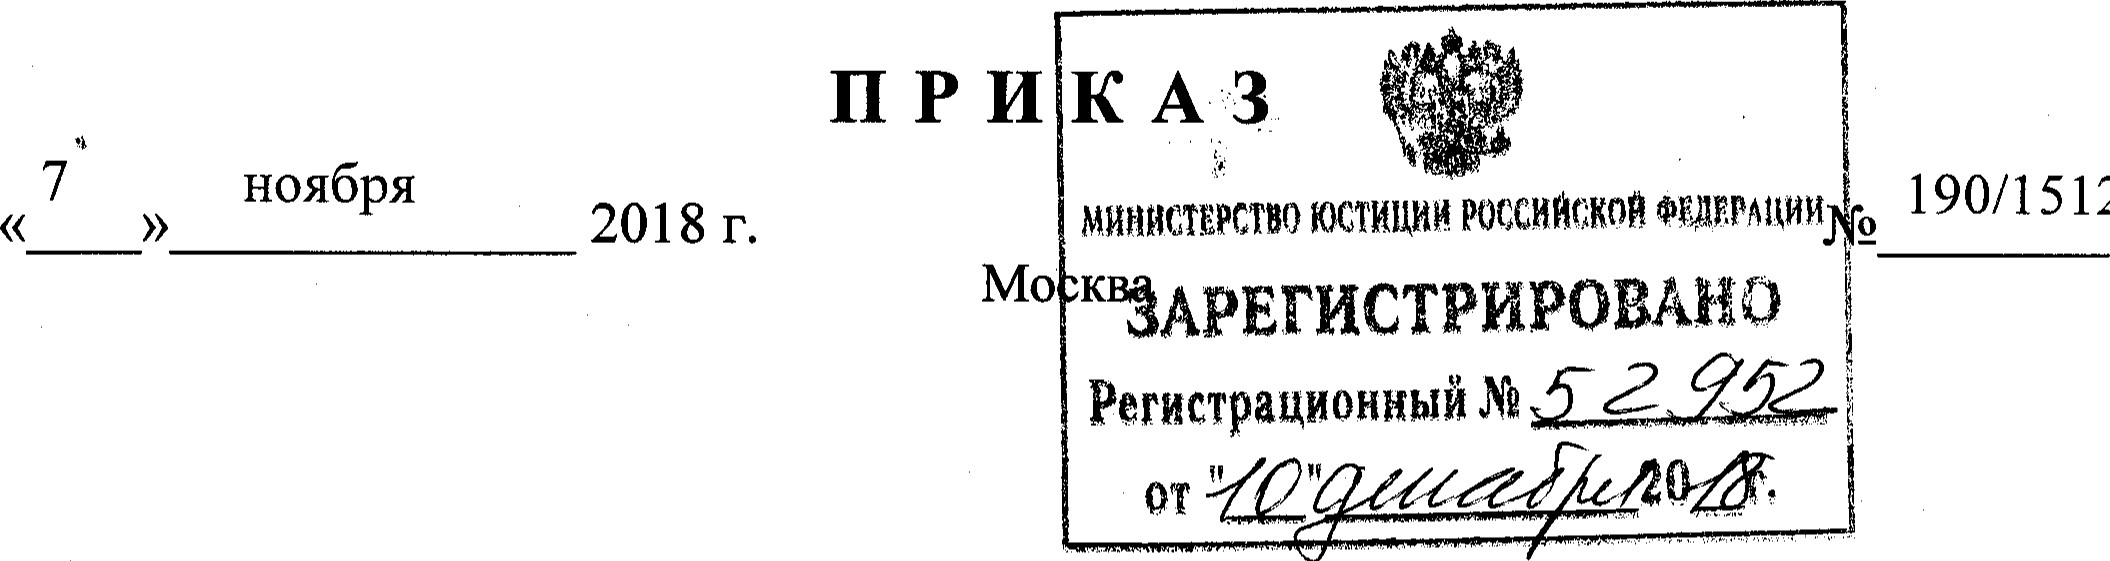 ПРИКАЗ
«7» ноября 2018 г.
№ 190/1512
Москва
МИНИСТЕРСТВО ЮСТИЦИИ РОССИЙСКОЙ ФЕДЕРАЦИИ
ЗАРЕГИСТРИРОВАНО
Регистрационный № 52952
от "10" декабря 2018 г.